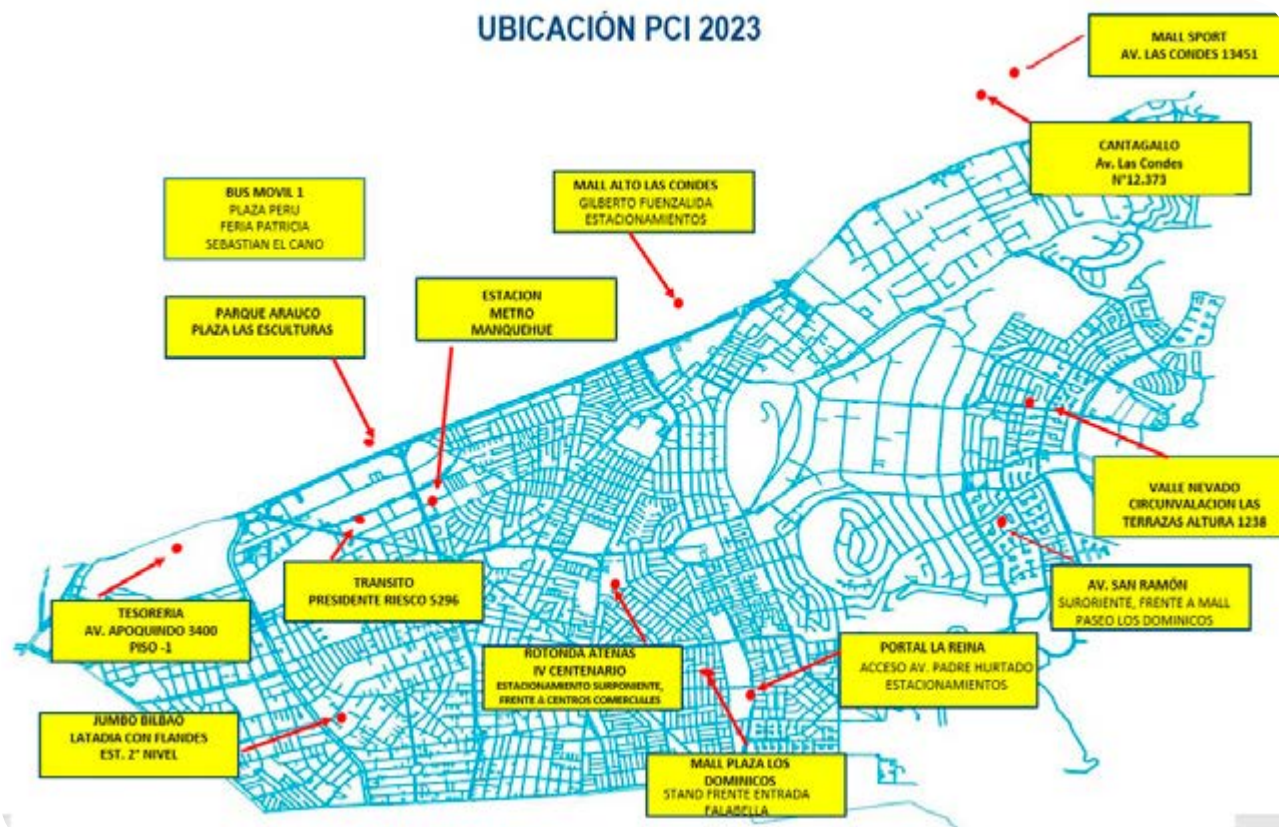 UBICACIÓN PCI 2023
MALL SPORT
AV. LAS CONDES 13451
CANTAGALLO
Av. Las Condes
N°12.373
BUS MOVIL 1
PLAZA PERU
FERIA PATRICIA
SEBASTIAN EL CANO
MALL ALTO LAS CONDES
GILBERTO FUENZALIDA
ESTACIONAMIENTOS
PARQUE ARAUCO
PLAZA LAS ESCULTURAS
ESTACION
METRO
MANQUEHUE
VALLE NEVADO
CIRCUNVALACION LAS
TERRAZAS ALTURA 1238
TRANSITO
PRESIDENTE RIESCO 5296
TESORERIA
AV. APOQUINDO 3400
PISO -1
AV. SAN RAMÓN
SURORIENTE, FRENTE A MALL
PASEO LOS DOMINICOS
ROTONDA ATENAS
IV CENTENARIO
ESTACIONAMIENTO SURPONIENTE,
FRENTE A CENTROS COMERCIALES
PORTAL LA REINA
ACCESO AV. PADRE HURTADO
ESTACIONAMIENTOS
JUMBO BILBAO
LATADIA CON FLANDES
EST. 2° NIVEL
MALL PLAZA LOS
DOMINICOS
STAND FRENTE ENTRADA
FALABELLA